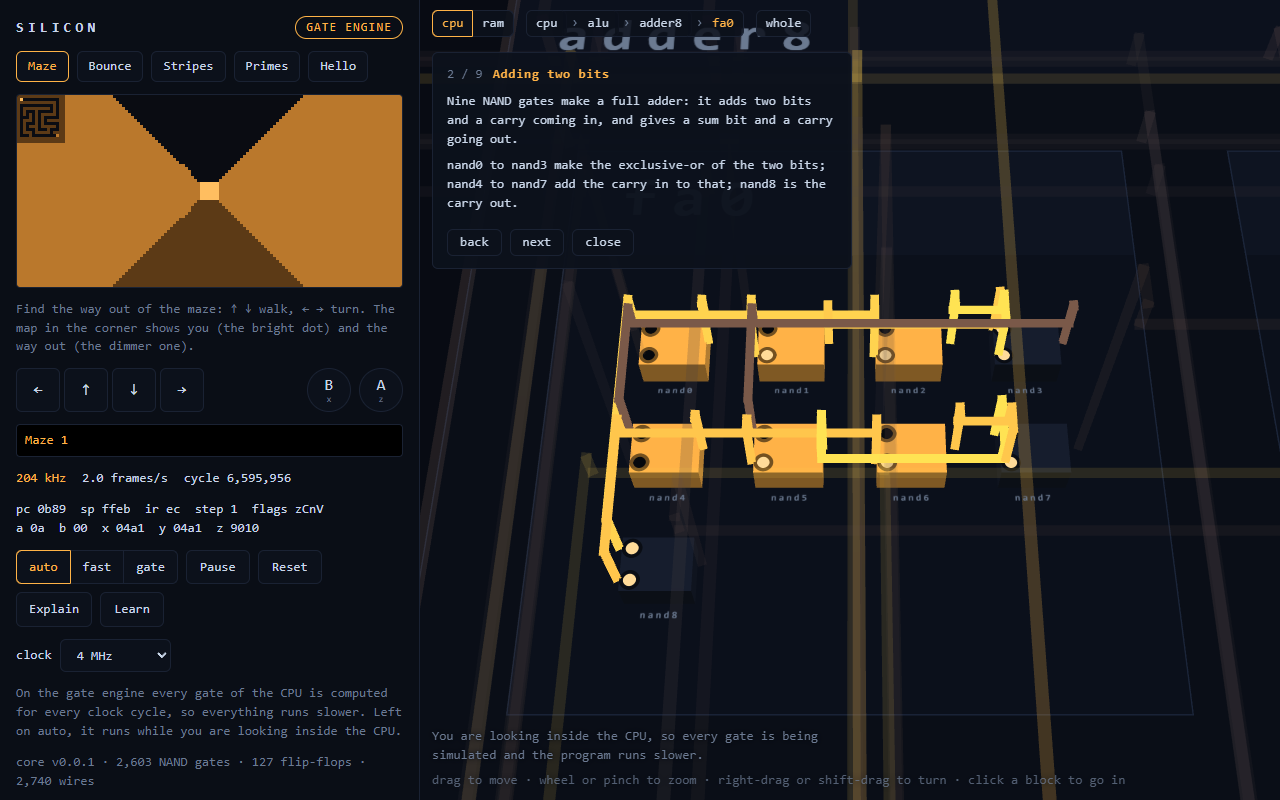 SILICON
GATE ENGINE
Maze
Bounce
Stripes
Primes
Hello
Find the way out of the maze: ↑ ↓ walk, ← → turn. The
map in the corner shows you (the bright dot) and the
way out (the dimmer one).
← ↑ ↓ →
B
x
A
z
Maze 1
204 kHz 2.0 frames/s cycle 6,595,956
pc 0b89 sp ffeb ir ec step 1 flags zCnV
a 0a b 00 x 04a1 y 04a1 z 9010
auto fast gate Pause Reset
Explain Learn
clock 4 MHz
On the gate engine every gate of the CPU is computed
for every clock cycle, so everything runs slower. Left
on auto, it runs while you are looking inside the CPU.
core v0.0.1 · 2,603 NAND gates · 127 flip-flops ·
2,740 wires
cpu ram cpu › alu › adder8 › fa0 whole
adder8
2 / 9 Adding two bits
Nine NAND gates make a full adder: it adds two bits
and a carry coming in, and gives a sum bit and a carry
going out.
nand0 to nand3 make the exclusive-or of the two bits;
nand4 to nand7 add the carry in to that; nand8 is the
carry out.
fa0
back next close
nand0 nand1 nand2 nand3
nand4 nand5 nand6 nand7
nand8
You are looking inside the CPU, so every gate is being
simulated and the program runs slower.
drag to move · wheel or pinch to zoom · right-drag or shift-drag to turn · click a block to go in